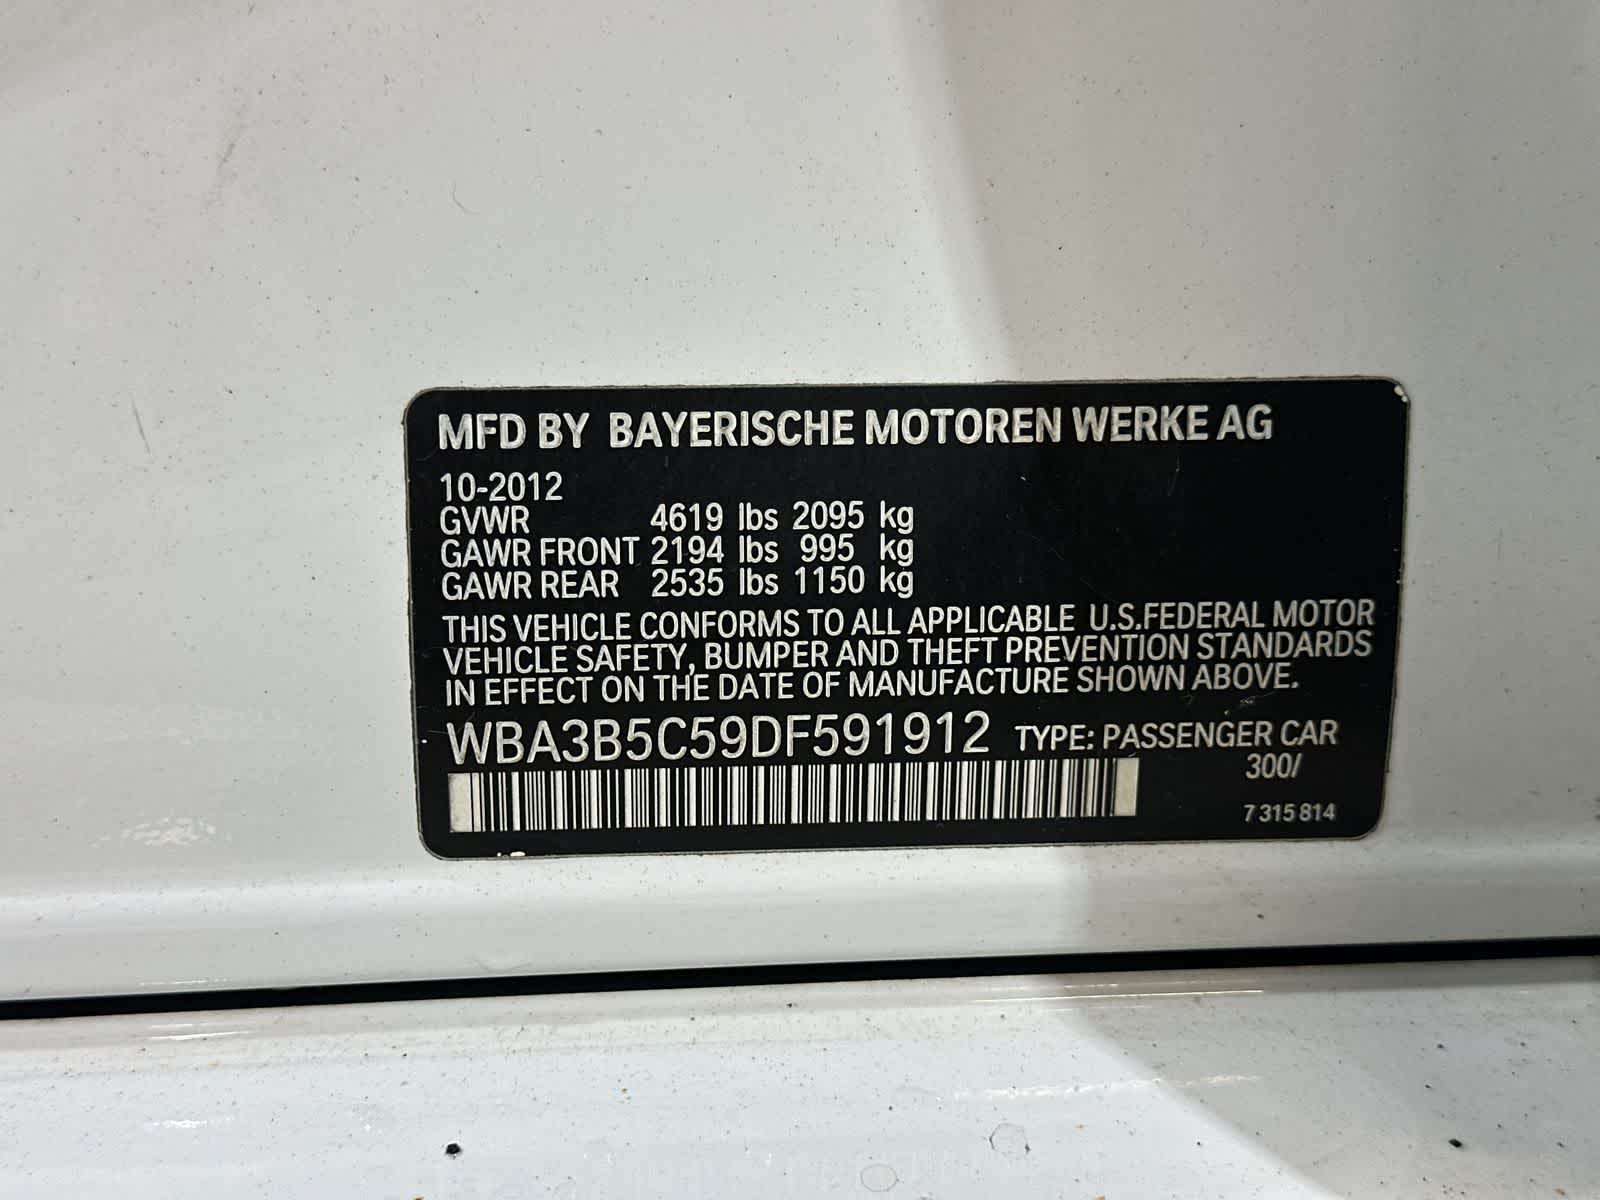 MFD BY BAYERISCHE MOTOREN WERKE AG
10-2012
GVWR 4619 lbs 2095 kg
GAWR FRONT 2194 lbs 995 kg
GAWR REAR 2535 lbs 1150 kg
THIS VEHICLE CONFORMS TO ALL APPLICABLE U.S.FEDERAL MOTOR
VEHICLE SAFETY, BUMPER AND THEFT PREVENTION STANDARDS
IN EFFECT ON THE DATE OF MANUFACTURE SHOWN ABOVE.
WBA3B5C59DF591912 TYPE: PASSENGER CAR
300/
7 315 814